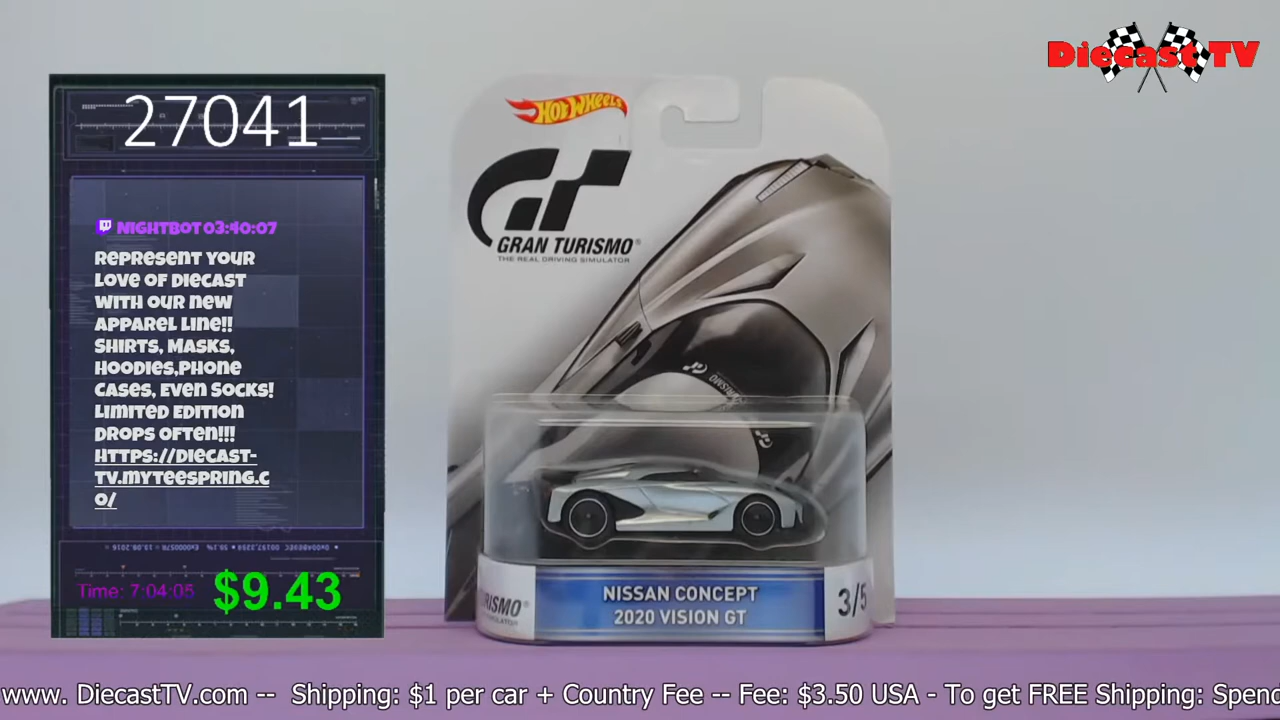 Diecast TV
27041
NIGHTBOT 03:40:07
Represent your
love of diecast
with our new
apparel line!!
Shirts, Masks,
Hoodies,Phone
cases, Even Socks!
Limited Edition
drops often!!!
https://diecast-
tv.myteespring.c
o/
Time: 7:04:05
$9.43
HOT WHEELS
GRAN TURISMO®
THE REAL DRIVING SIMULATOR
NISSAN CONCEPT
2020 VISION GT
3/5
www. DiecastTV.com -- Shipping: $1 per car + Country Fee -- Fee: $3.50 USA - To get FREE Shipping: Spend